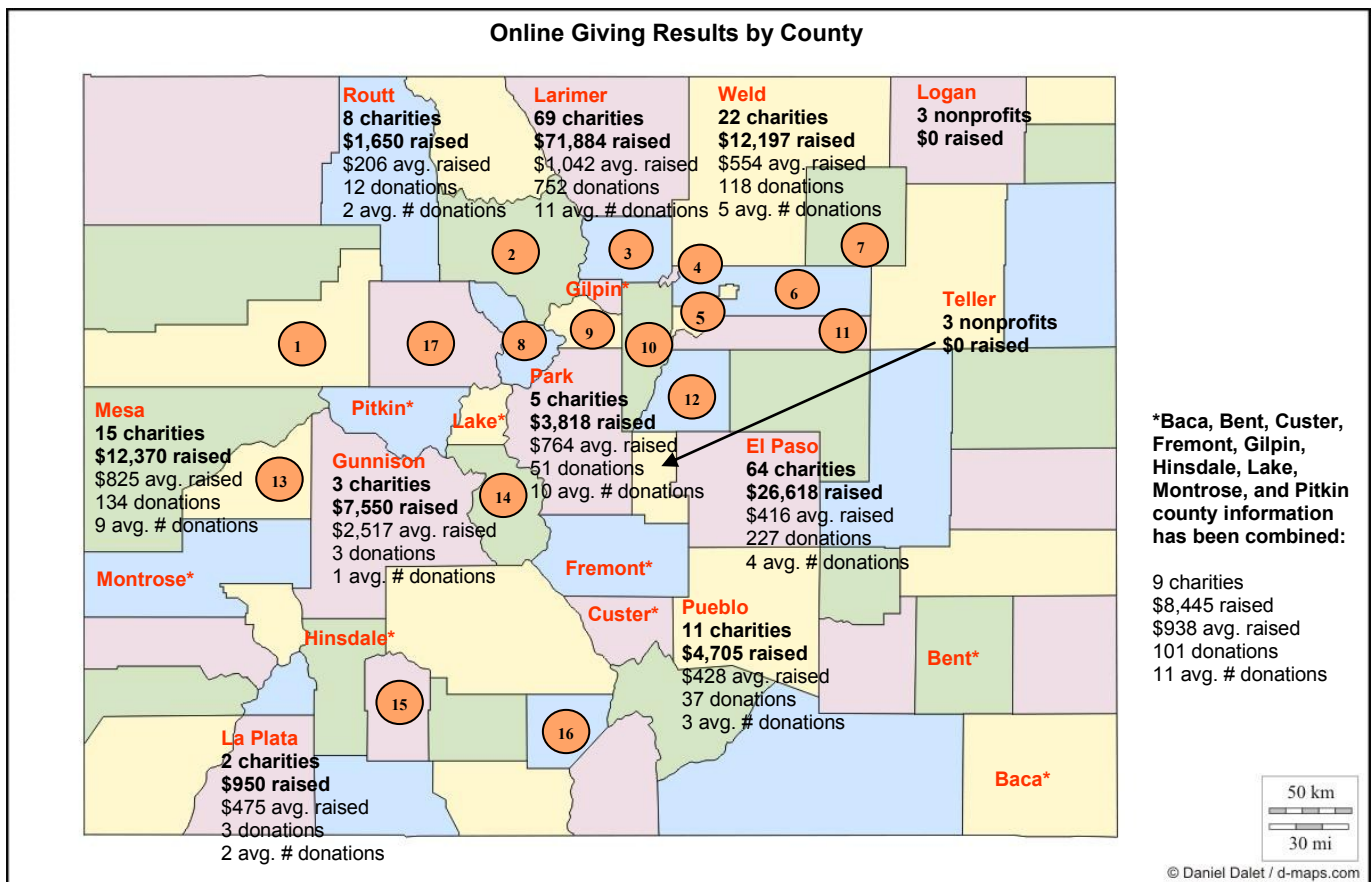 Online Giving Results by County
Routt
8 charities
$1,650 raised
$206 avg. raised
12 donations
2 avg. # donations
Larimer
69 charities
$71,884 raised
$1,042 avg. raised
752 donations
11 avg. # donations
Weld
22 charities
$12,197 raised
$554 avg. raised
118 donations
5 avg. # donations
Logan
3 nonprofits
$0 raised
2
3
4
7
Gilpin*
5
6
Teller
3 nonprofits
$0 raised
1
17
8
9
10
11
Park
5 charities
$3,818 raised
$764 avg. raised
51 donations
10 avg. # donations
12
Mesa
15 charities
$12,370 raised
$825 avg. raised
134 donations
9 avg. # donations
Pitkin*
Lake*
13
Gunnison
3 charities
$7,550 raised
$2,517 avg. raised
3 donations
1 avg. # donations
14
El Paso
64 charities
$26,618 raised
$416 avg. raised
227 donations
4 avg. # donations
*Baca, Bent, Custer,
Fremont, Gilpin,
Hinsdale, Lake,
Montrose, and Pitkin
county information
has been combined:
9 charities
$8,445 raised
$938 avg. raised
101 donations
11 avg. # donations
Montrose*
Fremont*
Hinsdale*
Custer*
Pueblo
11 charities
$4,705 raised
$428 avg. raised
37 donations
3 avg. # donations
Bent*
15
16
La Plata
2 charities
$950 raised
$475 avg. raised
3 donations
2 avg. # donations
Baca*
50 km
30 mi
© Daniel Dalet / d-maps.com